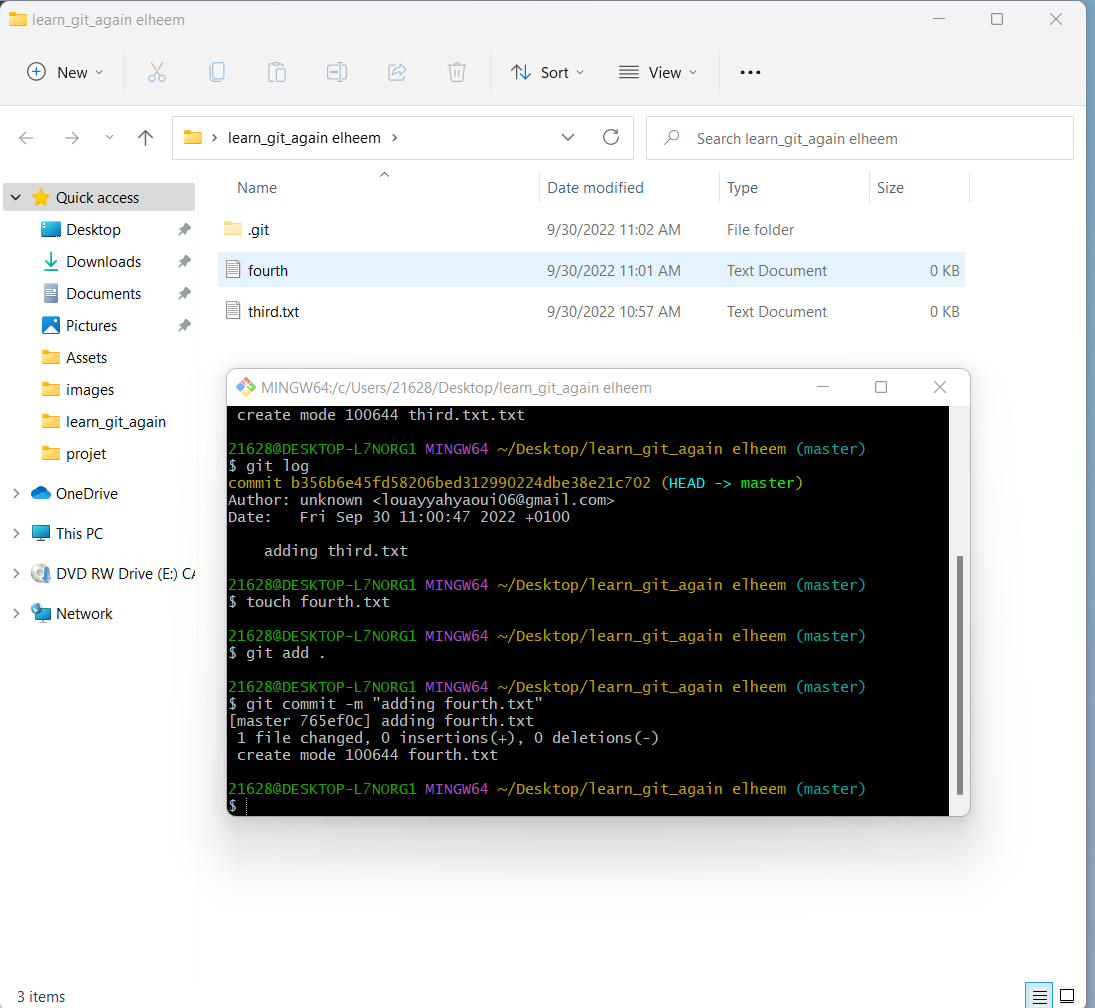 learn_git_again elheem
New
Sort
View
learn_git_again elheem
Search learn_git_again elheem
Name
Date modified
Type
Size
Quick access
Desktop
Downloads
Documents
Pictures
Assets
images
learn_git_again
projet
OneDrive
This PC
DVD RW Drive (E:) CA
Network
.git 9/30/2022 11:02 AM File folder
fourth 9/30/2022 11:01 AM Text Document 0 KB
third.txt 9/30/2022 10:57 AM Text Document 0 KB
MINGW64:/c/Users/21628/Desktop/learn_git_again elheem
create mode 100644 third.txt.txt
21628@DESKTOP-L7NORG1 MINGW64 ~/Desktop/learn_git_again elheem (master)
$ git log
commit b356b6e45fd58206bed312990224dbe38e21c702 (HEAD -> master)
Author: unknown <louayyahyaoui06@gmail.com>
Date:   Fri Sep 30 11:00:47 2022 +0100
adding third.txt
21628@DESKTOP-L7NORG1 MINGW64 ~/Desktop/learn_git_again elheem (master)
$ touch fourth.txt
21628@DESKTOP-L7NORG1 MINGW64 ~/Desktop/learn_git_again elheem (master)
$ git add .
21628@DESKTOP-L7NORG1 MINGW64 ~/Desktop/learn_git_again elheem (master)
$ git commit -m "adding fourth.txt"
[master 765ef0c] adding fourth.txt
1 file changed, 0 insertions(+), 0 deletions(-)
create mode 100644 fourth.txt
21628@DESKTOP-L7NORG1 MINGW64 ~/Desktop/learn_git_again elheem (master)
$
3 items